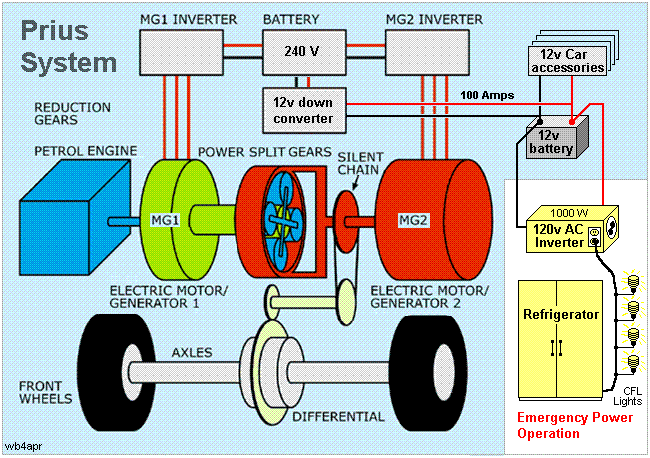 Prius
System
MG1 INVERTER
BATTERY
MG2 INVERTER
240 V
12v Car
accessories
12v down
converter
100 Amps
12v
battery
REDUCTION
GEARS
PETROL ENGINE
POWER SPLIT GEARS
SILENT
CHAIN
MG1
MG2
1000 W
120v AC
Inverter
ELECTRIC MOTOR/
GENERATOR 1
ELECTRIC MOTOR/
GENERATOR 2
Refrigerator
AXLES
FRONT
WHEELS
DIFFERENTIAL
CFL
Lights
Emergency Power
Operation
wb4apr